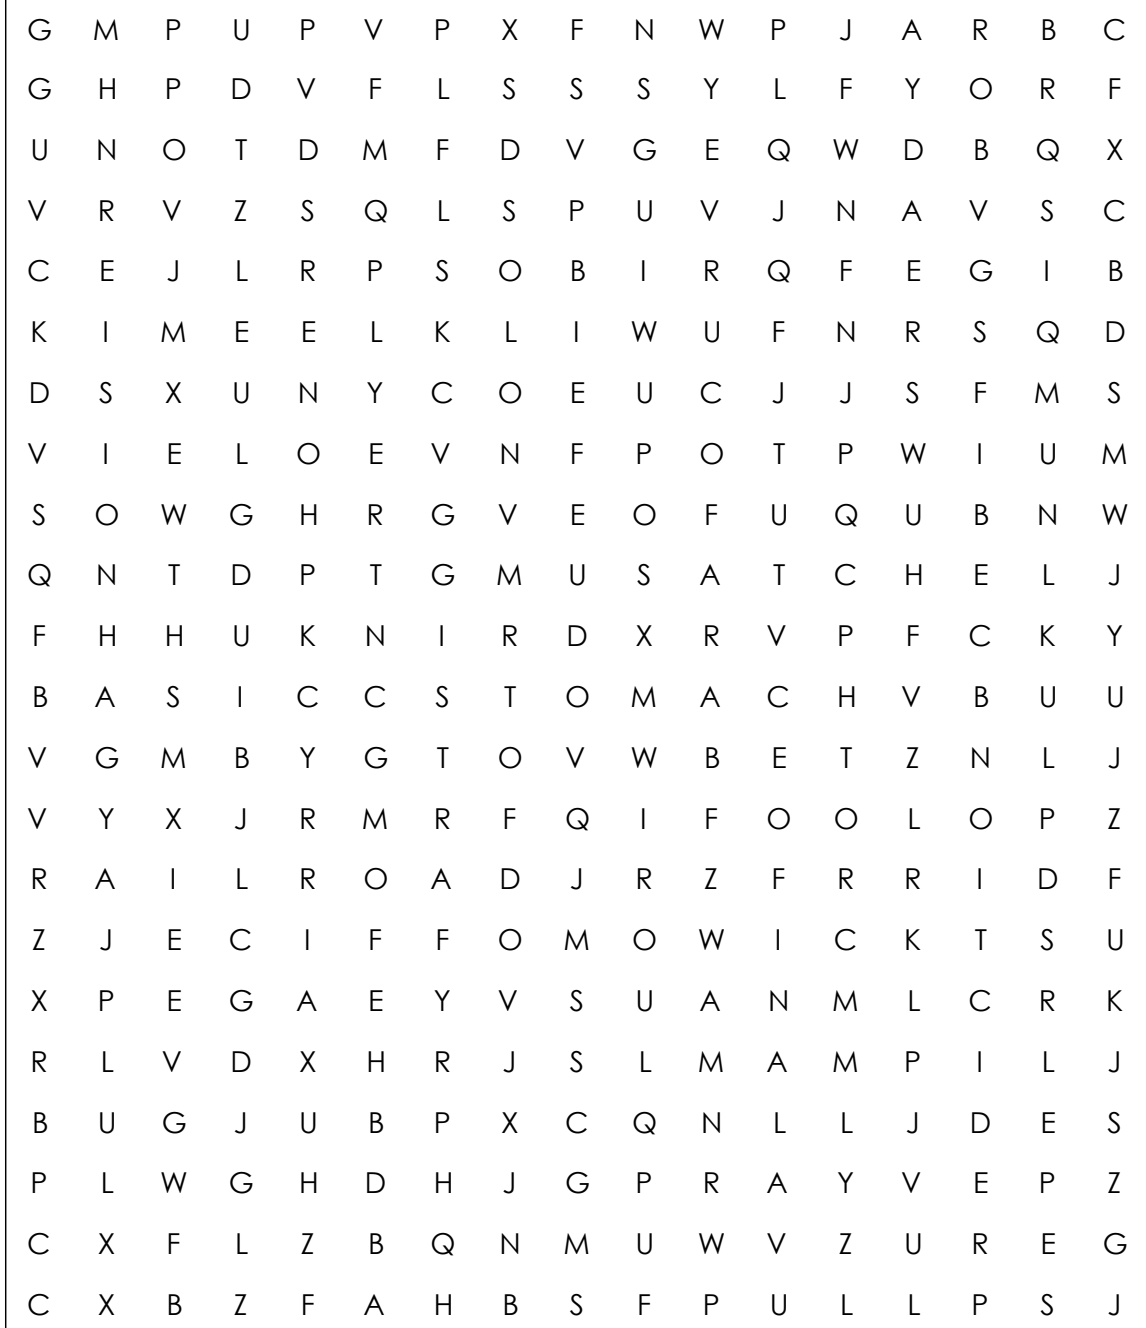 G M P U P V P X F N W P J A R B C
G H P D V F L S S S Y L F Y O R F
U N O T D M F D V G E Q W D B Q X
V R V Z S Q L S P U V J N A V S C
C E J L R P S O B I R Q F E G I B
K I M E E L K L I W U F N R S Q D
D S X U N Y C O E U C J J S F M S
V I E L O E V N F P O T P W I U M
S O W G H R G V E O F U Q U B N W
Q N T D P T G M U S A T C H E L J
F H H U K N I R D X R V P F C K Y
B A S I C C S T O M A C H V B U U
V G M B Y G T O V W B E T Z N L J
V Y X J R M R F Q I F O O L O P Z
R A I L R O A D J R Z F R R I D F
Z J E C I F F O M O W I C K T S U
X P E G A E Y V S U A N M L C R K
R L V D X H R J S L M A M P I L J
B U G J U B P X C Q N L L J D E S
P L W G H D H J G P R A Y V E P Z
C X F L Z B Q N M U W V Z U R E G
C X B Z F A H B S F P U L L P S J